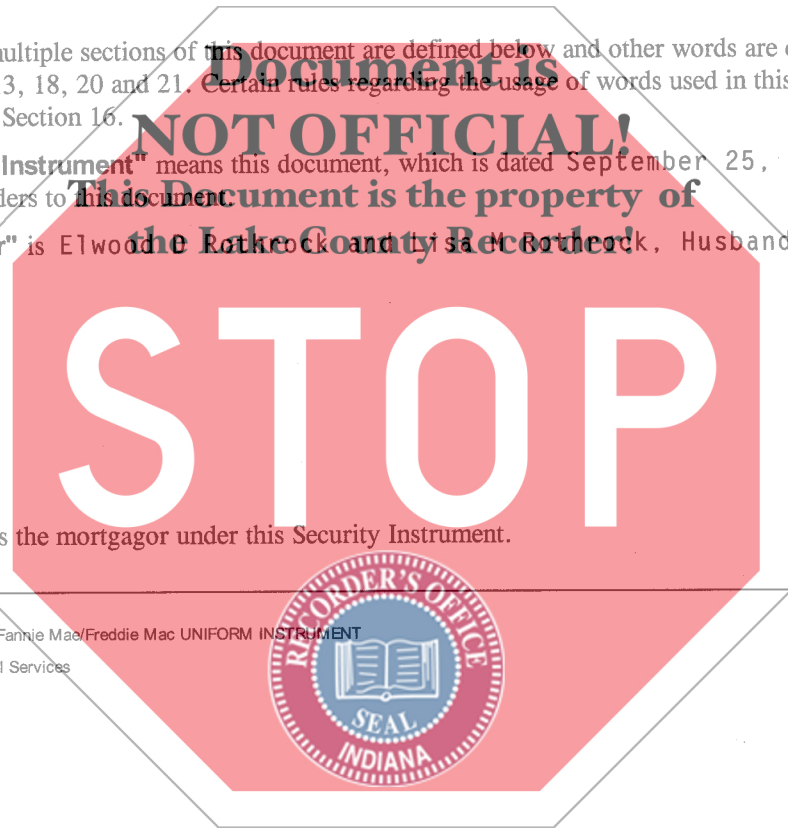 multiple sections of this document are defined below and other words are
Document is
3, 18, 20 and 21. Certain rules regarding the usage of words used in this
Section 16.
NOT OFFICIAL!
Instrument" means this document, which is dated September 25,
ders to this document.
This Document is the property of
r" is Elwood D Rothrock and Lisa M Rothrock, Husband
the Lake County Recorder!
STOP
s the mortgagor under this Security Instrument.
RECORDER'S OFFICE
SEAL
INDIANA
Fannie Mae/Freddie Mac UNIFORM INSTRUMENT
l Services